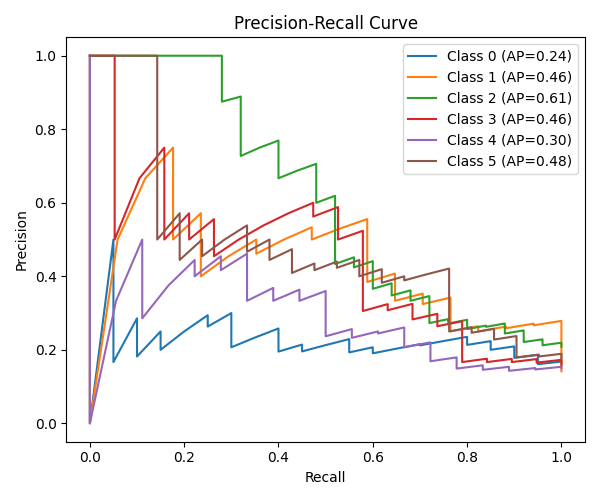 Precision-Recall Curve
Class 0 (AP=0.24)
Class 1 (AP=0.46)
Class 2 (AP=0.61)
Class 3 (AP=0.46)
Class 4 (AP=0.30)
Class 5 (AP=0.48)
Precision
1.0
0.8
0.6
0.4
0.2
0.0
0.0 0.2 0.4 0.6 0.8 1.0
Recall